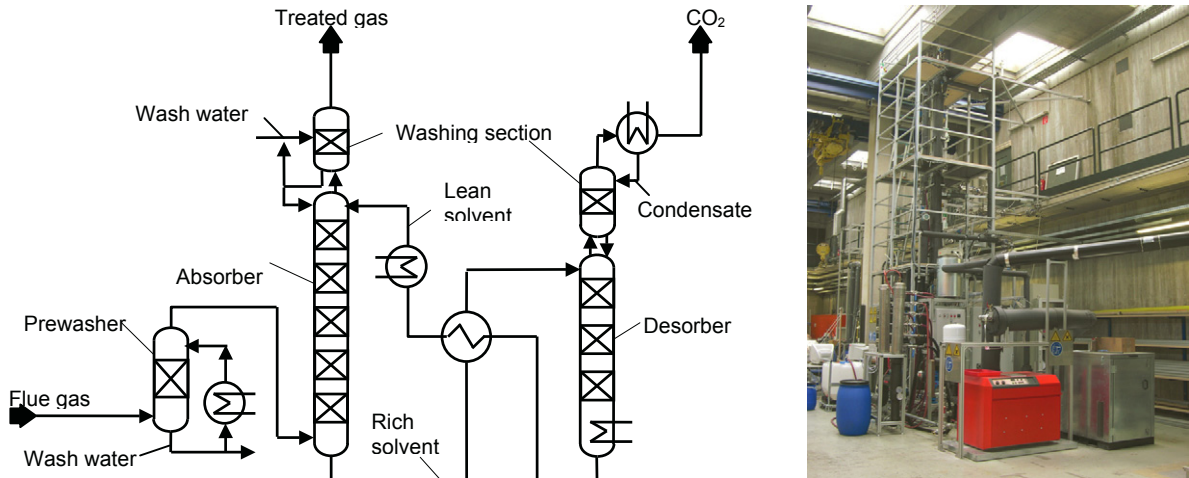 Treated gas
CO₂
Wash water
Washing section
Lean
solvent
Condensate
Absorber
Prewasher
Desorber
Flue gas
Rich
solvent
Wash water